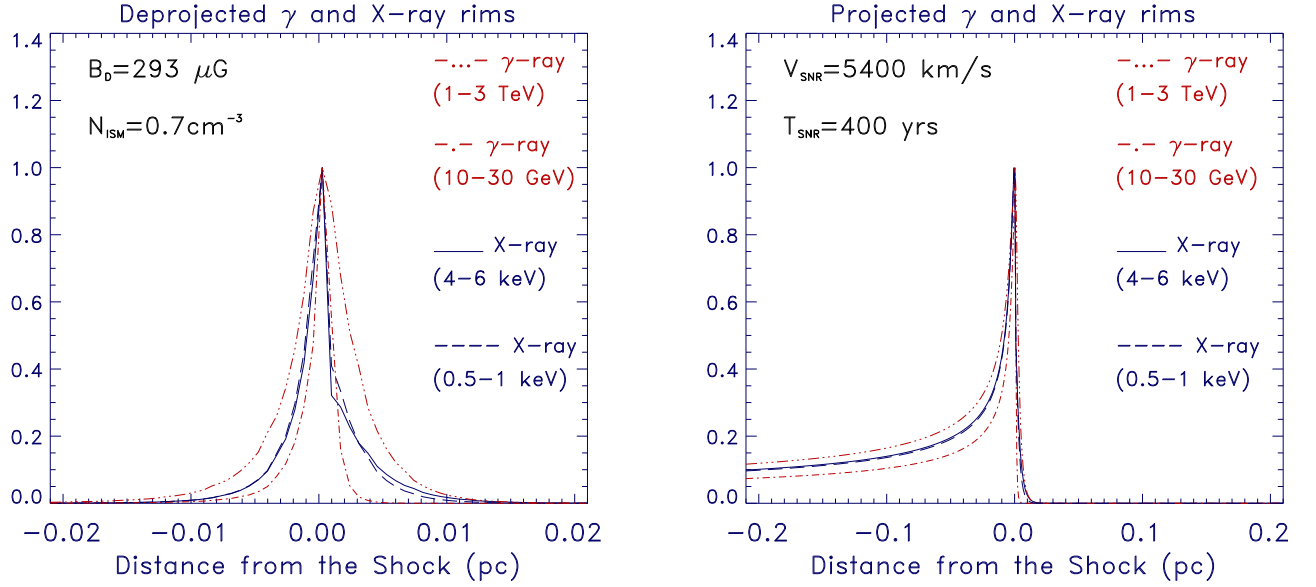 Deprojected γ and X−ray rims
1.4
1.2
1.0
0.8
0.6
0.4
0.2
0.0
B_D=293 μG
N_ISM=0.7cm⁻³
−...− γ−ray
(1−3 TeV)
−.− γ−ray
(10−30 GeV)
X−ray
(4−6 keV)
X−ray
(0.5−1 keV)
−0.02 −0.01 0.00 0.01 0.02
Distance from the Shock (pc)
Projected γ and X−ray rims
1.4
1.2
1.0
0.8
0.6
0.4
0.2
0.0
V_SNR=5400 km/s
T_SNR=400 yrs
−...− γ−ray
(1−3 TeV)
−.− γ−ray
(10−30 GeV)
X−ray
(4−6 keV)
X−ray
(0.5−1 keV)
−0.2 −0.1 0.0 0.1 0.2
Distance from the Shock (pc)